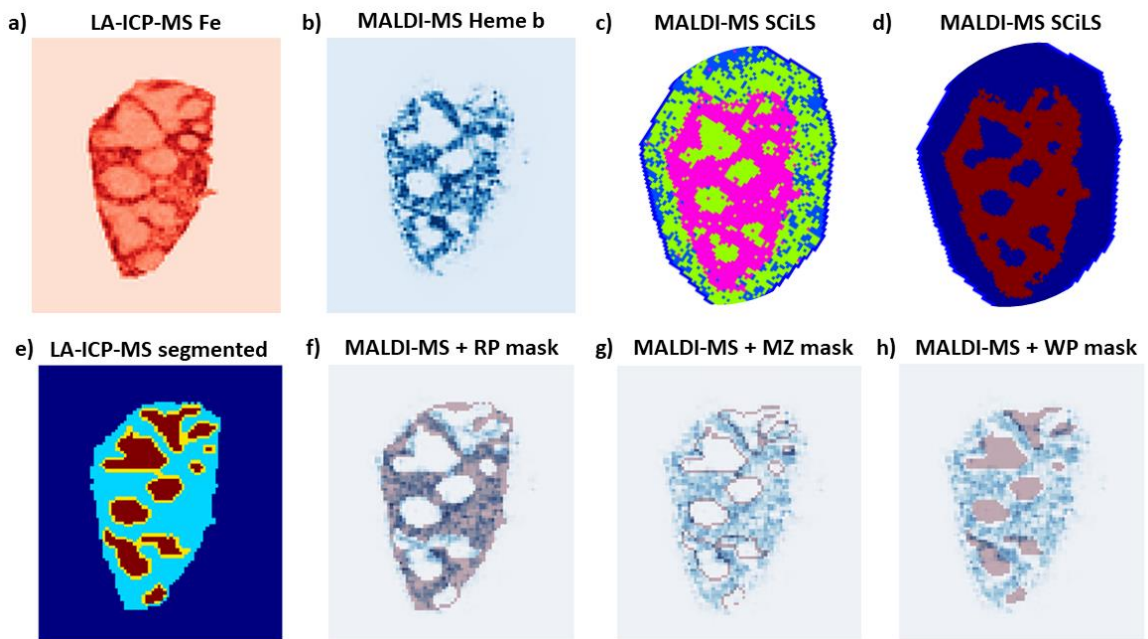 a) LA-ICP-MS Fe
b) MALDI-MS Heme b
c) MALDI-MS SCiLS
d) MALDI-MS SCiLS
e) LA-ICP-MS segmented
f) MALDI-MS + RP mask
g) MALDI-MS + MZ mask
h) MALDI-MS + WP mask